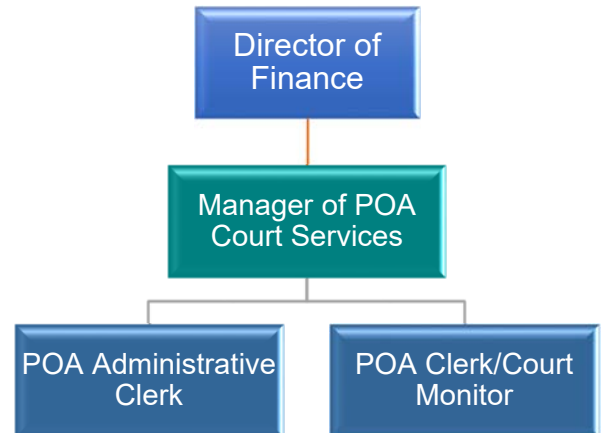 Director of
Finance
Manager of POA
Court Services
POA Administrative
Clerk
POA Clerk/Court
Monitor